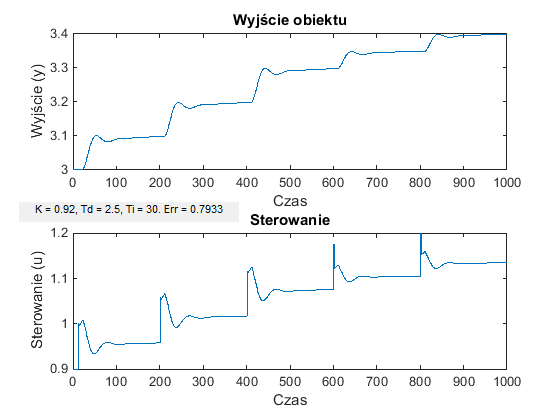 Wyjście obiektu
Wyjście (y)
3.4
3.3
3.2
3.1
3
0 100 200 300 400 500 600 700 800 900 1000
Czas
K = 0.92, Td = 2.5, Ti = 30. Err = 0.7933
Sterowanie
Sterowanie (u)
1.2
1.1
1
0.9
0 100 200 300 400 500 600 700 800 900 1000
Czas